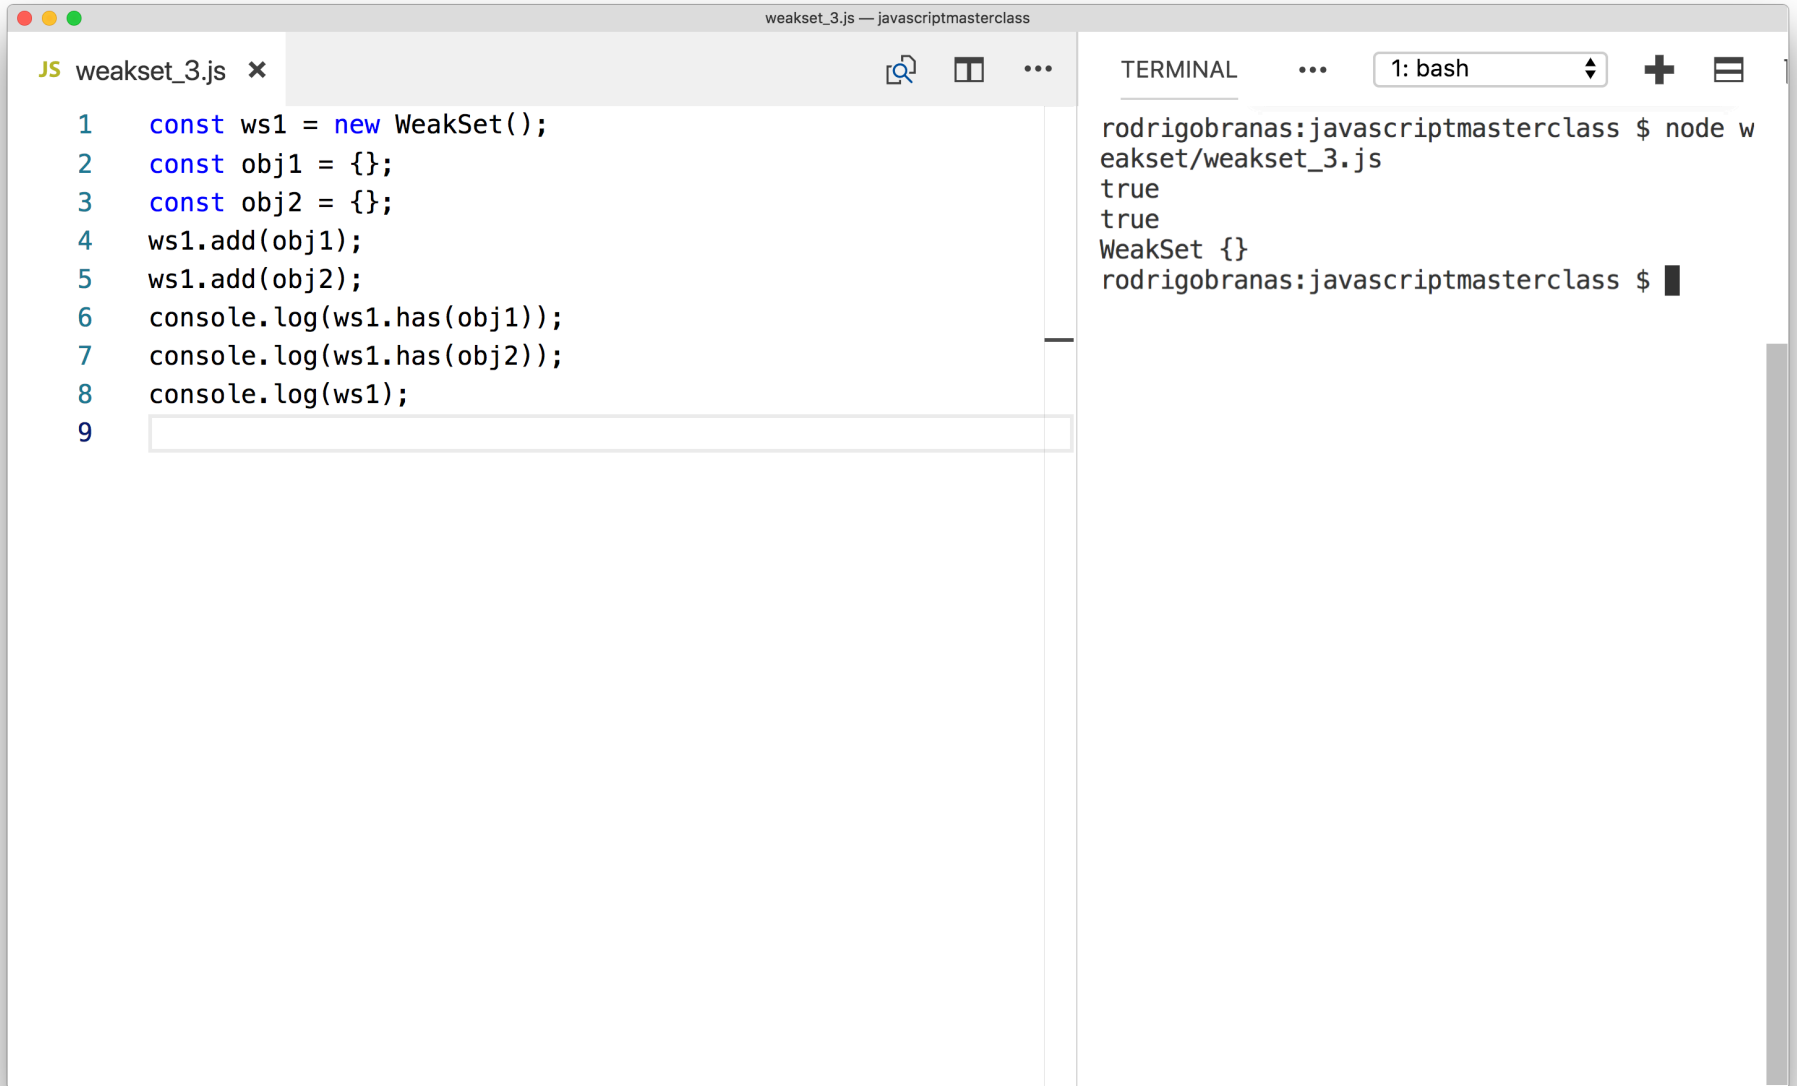 weakset_3.js — javascriptmasterclass
JS weakset_3.js ×
1 const ws1 = new WeakSet();
2 const obj1 = {};
3 const obj2 = {};
4 ws1.add(obj1);
5 ws1.add(obj2);
6 console.log(ws1.has(obj1));
7 console.log(ws1.has(obj2));
8 console.log(ws1);
9
TERMINAL ••• 1: bash
rodrigobranas:javascriptmasterclass $ node w
eakset/weakset_3.js
true
true
WeakSet {}
rodrigobranas:javascriptmasterclass $